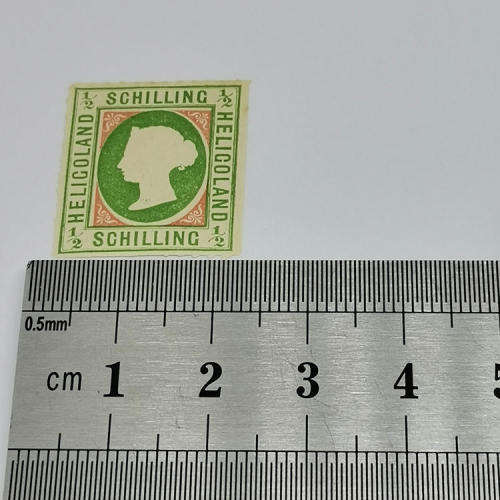 ½ SCHILLING ½
HELIGOLAND
HELIGOLAND
½ SCHILLING ½
0.5mm
cm 1 2 3 4 5